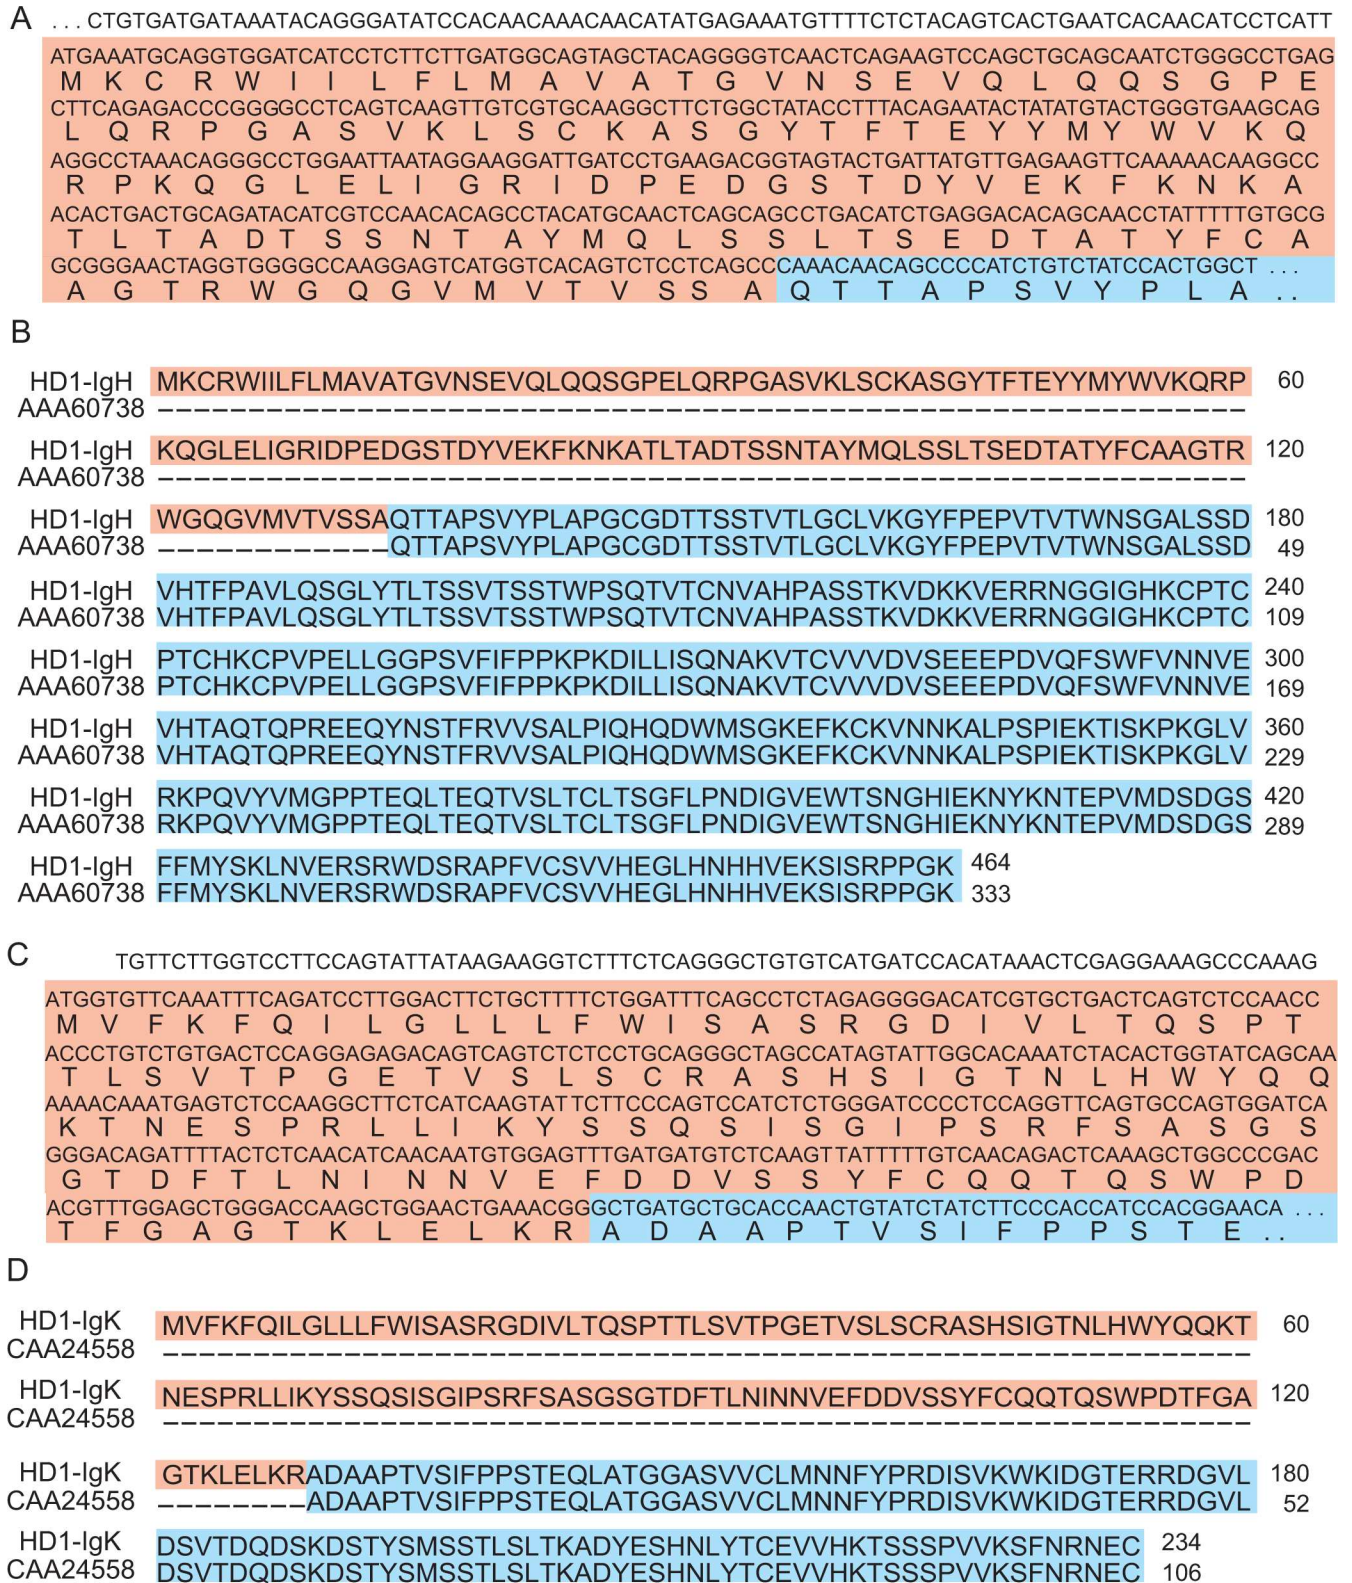 A
...CTGTGATGATAAATACAGGGATATCCACAACAAACAACATATGAGAAATGTTTTCTCTACAGTCACTGAATCACAACATCCTCATT
ATGAAATGCAGGTGGATCATCCTCTTCTTGATGGCAGTAGCTACAGGGGTCAACTCAGAAGTCCAGCTGCAGCAATCTGGGCCTGAG
M K C R W I I L F L M A V A T G V N S E V Q L Q Q S G P E
CTTCAGAGACCCGGGGCCTCAGTCAAGTTGTCGTGCAAGGCTTCTGGCTATACCTTTACAGAATACTATATGTACTGGGTGAAGCAG
L Q R P G A S V K L S C K A S G Y T F T E Y Y M Y W V K Q
AGGCCTAAACAGGGCCTGGAATTAATAGGAAGGATTGATCCTGAAGACGGTAGTACTGATTATGTTGAGAAGTTCAAAAACAAGGCC
R P K Q G L E L I G R I D P E D G S T D Y V E K F K N K A
ACACTGACTGCAGATACATCGTCCAACACAGCCTACATGCAACTCAGCAGCCTGACATCTGAGGACACAGCAACCTATTTTTGTGCG
T L T A D T S S N T A Y M Q L S S L T S E D T A T Y F C A
GCGGGAACTAGGTGGGGCCAAGGAGTCATGGTCACAGTCTCCTCAGCCCAAACAACAGCCCCATCTGTCTATCCACTGGCT ...
A G T R W G Q G V M V T V S S A Q T T A P S V Y P L A ..
B
HD1-IgH MKCRWIILFLMAVATGVNSEVQLQQSGPELQRPGASVKLSCKASGYTFTEYYMYWVKQRP 60
AAA60738 ------------------------------------------------------------
HD1-IgH KQGLELIGRIDPEDGSTDYVEKFKNKATLTADTSSNTAYMQLSSLTSEDTATYFCAAGTR 120
AAA60738 ------------------------------------------------------------
HD1-IgH WGQGVMVTVSSAQTTAPSVYPLAPGCGDTTSSTVTLGCLVKGYFPEPVTVTWNSGALSSD 180
AAA60738 ------------QTTAPSVYPLAPGCGDTTSSTVTLGCLVKGYFPEPVTVTWNSGALSSD 49
HD1-IgH VHTFPAVLQSGLYTLTSSVTSSTWPSQTVTCNVAHPASSTKVDKKVERRNGGIGHKCPTC 240
AAA60738 VHTFPAVLQSGLYTLTSSVTSSTWPSQTVTCNVAHPASSTKVDKKVERRNGGIGHKCPTC 109
HD1-IgH PTCHKCPVPELLGGPSVFIFPPKPKDILLISQNAKVTCVVVDVSEEEPDVQFSWFVNNVE 300
AAA60738 PTCHKCPVPELLGGPSVFIFPPKPKDILLISQNAKVTCVVVDVSEEEPDVQFSWFVNNVE 169
HD1-IgH VHTAQTQPREEQYNSTFRVVSALPIQHQDWMSGKEFKCKVNNKALPSPIEKTISKPKGLV 360
AAA60738 VHTAQTQPREEQYNSTFRVVSALPIQHQDWMSGKEFKCKVNNKALPSPIEKTISKPKGLV 229
HD1-IgH RKPQVYVMGPPTEQLTEQTVSLTCLTSGFLPNDIGVEWTSNGHIEKNYKNTEPVMDSDGS 420
AAA60738 RKPQVYVMGPPTEQLTEQTVSLTCLTSGFLPNDIGVEWTSNGHIEKNYKNTEPVMDSDGS 289
HD1-IgH FFMYSKLNVERSRWDSRAPFVCSVVHEGLHNHHVEKSISRPPGK 464
AAA60738 FFMYSKLNVERSRWDSRAPFVCSVVHEGLHNHHVEKSISRPPGK 333
C
TGTTCTTGGTCCTTCCAGTATTATAAGAAGGTCTTTCTCAGGGCTGTGTCATGATCCACATAAACTCGAGGAAAGCCCAAAG
ATGGTGTTCAAATTTCAGATCCTTGGACTTCTGCTTTTCTGGATTTCAGCCTCTAGAGGGGACATCGTGCTGACTCAGTCTCCAACC
M V F K F Q I L G L L L F W I S A S R G D I V L T Q S P T
ACCCTGTCTGTGACTCCAGGAGAGACAGTCAGTCTCTCCTGCAGGGCTAGCCATAGTATTGGCACAAATCTACACTGGTATCAGCAA
T L S V T P G E T V S L S C R A S H S I G T N L H W Y Q Q
AAAACAAATGAGTCTCCAAGGCTTCTCATCAAGTATTCTTCCCAGTCCATCTCTGGGATCCCCTCCAGGTTCAGTGCCAGTGGATCA
K T N E S P R L L I K Y S S Q S I S G I P S R F S A S G S
GGGACAGATTTTACTCTCAACATCAACAATGTGGAGTTTGATGATGTCTCAAGTTATTTTTGTCAACAGACTCAAAGCTGGCCCGAC
G T D F T L N I N N V E F D D V S S Y F C Q Q T Q S W P D
ACGTTTGGAGCTGGGACCAAGCTGGAACTGAAACGGGCTGATGCTGCACCAACTGTATCTATCTTCCCACCATCCACGGAACA ...
T F G A G T K L E L K R A D A A P T V S I F P P S T E ..
D
HD1-IgK MVFKFQILGLLLFWISASRGDIVLTQSPTTLSVTPGETVSLSCRASHSIGTNLHWYQQKT 60
CAA24558 ------------------------------------------------------------
HD1-IgK NESPRLLIKYSSQSISGIPSRFSASGSGTDFTLNINNVEFDDVSSYFCQQTQSWPDTFGA 120
CAA24558 ------------------------------------------------------------
HD1-IgK GTKLELKRADAAPTVSIFPPSTEQLATGGASVVCLMNNFYPRDISVKWKIDGTERRDGVL 180
CAA24558 --------ADAAPTVSIFPPSTEQLATGGASVVCLMNNFYPRDISVKWKIDGTERRDGVL 52
HD1-IgK DSVTDQDSKDSTYSMSSTLSLTKADYESHNLYTCEVVHKTSSSPVVKSFNRNEC 234
CAA24558 DSVTDQDSKDSTYSMSSTLSLTKADYESHNLYTCEVVHKTSSSPVVKSFNRNEC 106